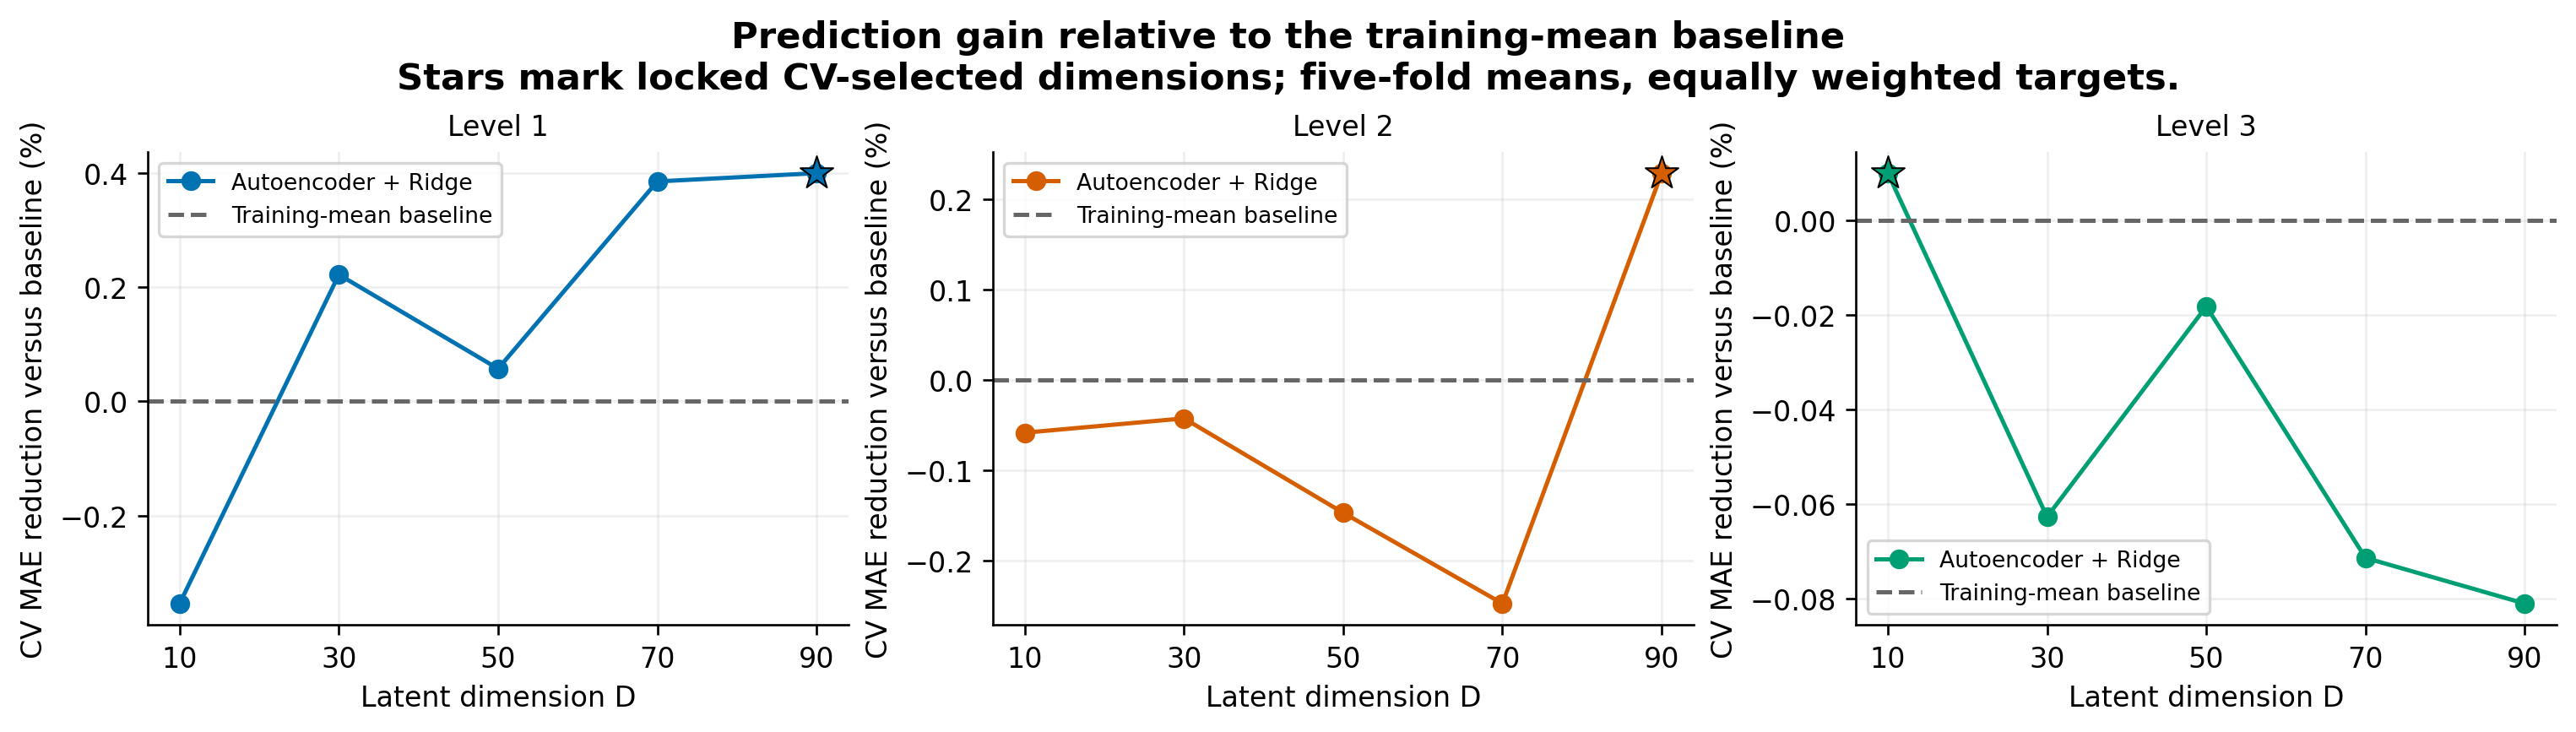 Prediction gain relative to the training-mean baseline
Stars mark locked CV-selected dimensions; five-fold means, equally weighted targets.
Level 1
CV MAE reduction versus baseline (%)
0.4
0.2
0.0
−0.2
Autoencoder + Ridge
Training-mean baseline
10 30 50 70 90
Latent dimension D
Level 2
CV MAE reduction versus baseline (%)
0.2
0.1
0.0
−0.1
−0.2
Autoencoder + Ridge
Training-mean baseline
10 30 50 70 90
Latent dimension D
Level 3
CV MAE reduction versus baseline (%)
0.00
−0.02
−0.04
−0.06
−0.08
Autoencoder + Ridge
Training-mean baseline
10 30 50 70 90
Latent dimension D